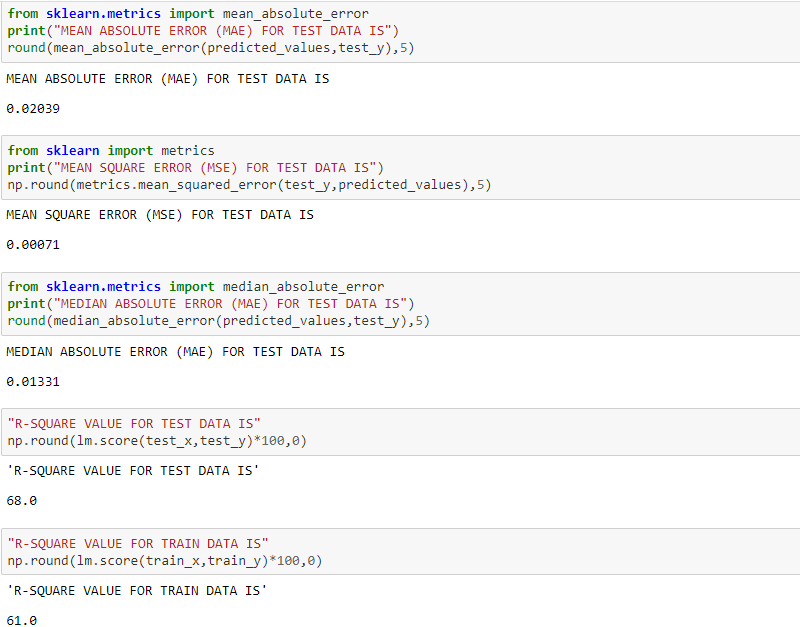 from sklearn.metrics import mean_absolute_error
print("MEAN ABSOLUTE ERROR (MAE) FOR TEST DATA IS")
round(mean_absolute_error(predicted_values,test_y),5)
MEAN ABSOLUTE ERROR (MAE) FOR TEST DATA IS
0.02039
from sklearn import metrics
print("MEAN SQUARE ERROR (MSE) FOR TEST DATA IS")
np.round(metrics.mean_squared_error(test_y,predicted_values),5)
MEAN SQUARE ERROR (MSE) FOR TEST DATA IS
0.00071
from sklearn.metrics import median_absolute_error
print("MEDIAN ABSOLUTE ERROR (MAE) FOR TEST DATA IS")
round(median_absolute_error(predicted_values,test_y),5)
MEDIAN ABSOLUTE ERROR (MAE) FOR TEST DATA IS
0.01331
"R-SQUARE VALUE FOR TEST DATA IS"
np.round(lm.score(test_x,test_y)*100,0)
'R-SQUARE VALUE FOR TEST DATA IS'
68.0
"R-SQUARE VALUE FOR TRAIN DATA IS"
np.round(lm.score(train_x,train_y)*100,0)
'R-SQUARE VALUE FOR TRAIN DATA IS'
61.0